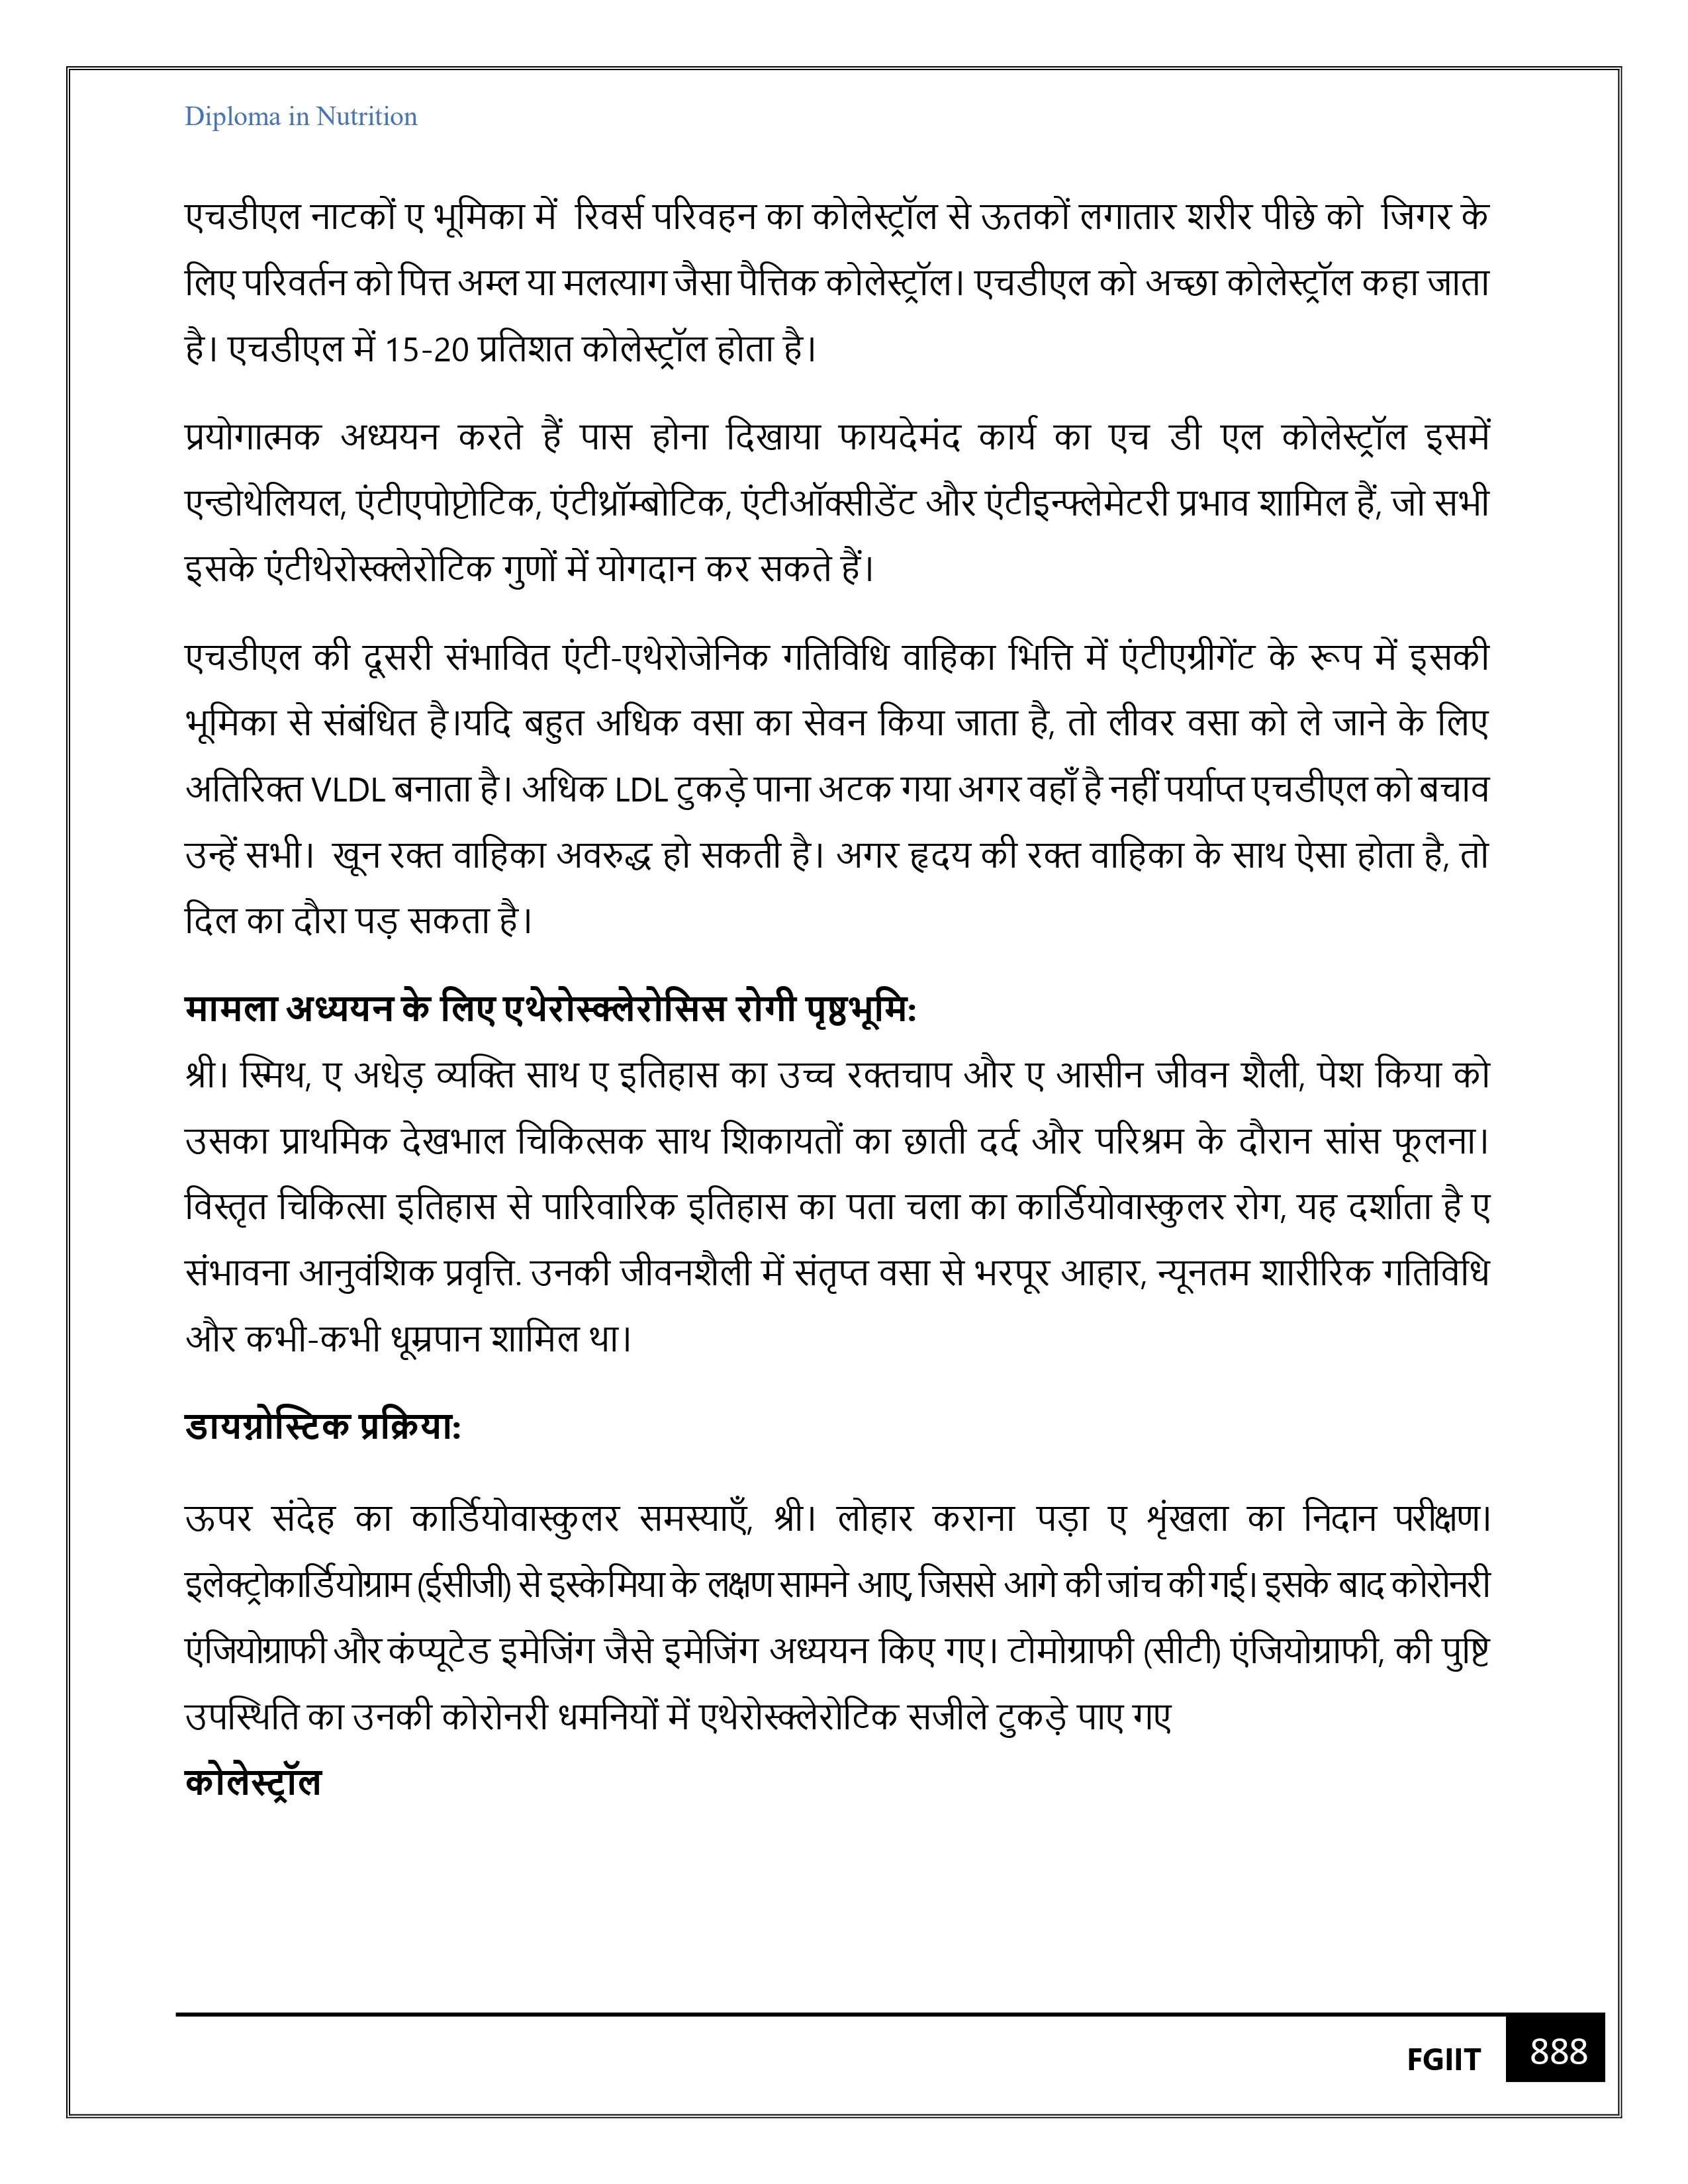 Diploma in Nutrition
एचडीएल नाटकों ए भूमिका में रिवर्स परिवहन का कोलेस्ट्रॉल से ऊतकों लगातार शरीर पीछे को जिगर के
लिए परिवर्तन को पित्त अम्ल या मलत्याग जैसा पैत्तिक कोलेस्ट्रॉल। एचडीएल को अच्छा कोलेस्ट्रॉल कहा जाता
है। एचडीएल में 15-20 प्रतिशत कोलेस्ट्रॉल होता है।
प्रयोगात्मक अध्ययन करते हैं पास होना दिखाया फायदेमंद कार्य का एच डी एल कोलेस्ट्रॉल इसमें
एन्डोथेलियल, एंटीएपोप्टोटिक, एंटीथ्रॉम्बोटिक, एंटीऑक्सीडेंट और एंटीइन्फ्लेमेटरी प्रभाव शामिल हैं, जो सभी
इसके एंटीथेरोस्क्लेरोटिक गुणों में योगदान कर सकते हैं।
एचडीएल की दूसरी संभावित एंटी-एथेरोजेनिक गतिविधि वाहिका भित्ति में एंटीएग्रीगेंट के रूप में इसकी
भूमिका से संबंधित है।यदि बहुत अधिक वसा का सेवन किया जाता है, तो लीवर वसा को ले जाने के लिए
अतिरिक्त VLDL बनाता है। अधिक LDL टुकड़े पाना अटक गया अगर वहाँ है नहीं पर्याप्त एचडीएल को बचाव
उन्हें सभी। खून रक्त वाहिका अवरुद्ध हो सकती है। अगर हृदय की रक्त वाहिका के साथ ऐसा होता है, तो
दिल का दौरा पड़ सकता है।
मामला अध्ययन के लिए एथेरोस्क्लेरोसिस रोगी पृष्ठभूमि:
श्री। स्मिथ, ए अधेड़ व्यक्ति साथ ए इतिहास का उच्च रक्तचाप और ए आसीन जीवन शैली, पेश किया को
उसका प्राथमिक देखभाल चिकित्सक साथ शिकायतों का छाती दर्द और परिश्रम के दौरान सांस फूलना।
विस्तृत चिकित्सा इतिहास से पारिवारिक इतिहास का पता चला का कार्डियोवास्कुलर रोग, यह दर्शाता है ए
संभावना आनुवंशिक प्रवृत्ति. उनकी जीवनशैली में संतृप्त वसा से भरपूर आहार, न्यूनतम शारीरिक गतिविधि
और कभी-कभी धूम्रपान शामिल था।
डायग्नोस्टिक प्रक्रिया:
ऊपर संदेह का कार्डियोवास्कुलर समस्याएँ, श्री। लोहार कराना पड़ा ए शृंखला का निदान परीक्षण।
इलेक्ट्रोकार्डियोग्राम (ईसीजी) से इस्केमिया के लक्षण सामने आए, जिससे आगे की जांच की गई। इसके बाद कोरोनरी
एंजियोग्राफी और कंप्यूटेड इमेजिंग जैसे इमेजिंग अध्ययन किए गए। टोमोग्राफी (सीटी) एंजियोग्राफी, की पुष्टि
उपस्थिति का उनकी कोरोनरी धमनियों में एथेरोस्क्लेरोटिक सजीले टुकड़े पाए गए
कोलेस्ट्रॉल
FGIIT 888